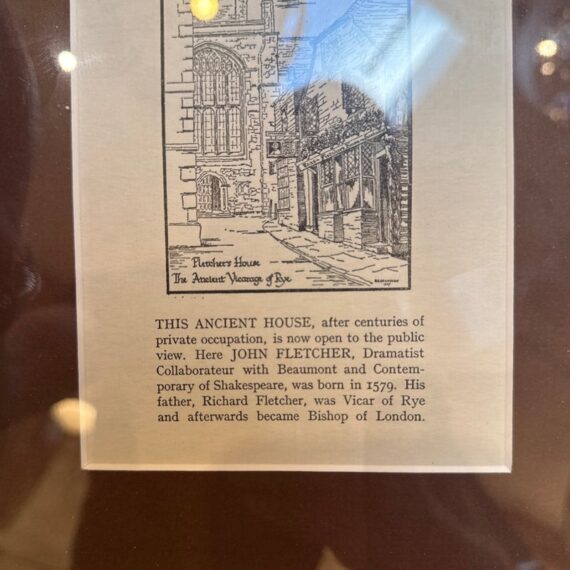 Fletcher's House
The Ancient Vicarage of Rye
THIS ANCIENT HOUSE, after centuries of
private occupation, is now open to the public
view. Here JOHN FLETCHER, Dramatist
Collaborateur with Beaumont and Contem-
porary of Shakespeare, was born in 1579. His
father, Richard Fletcher, was Vicar of Rye
and afterwards became Bishop of London.